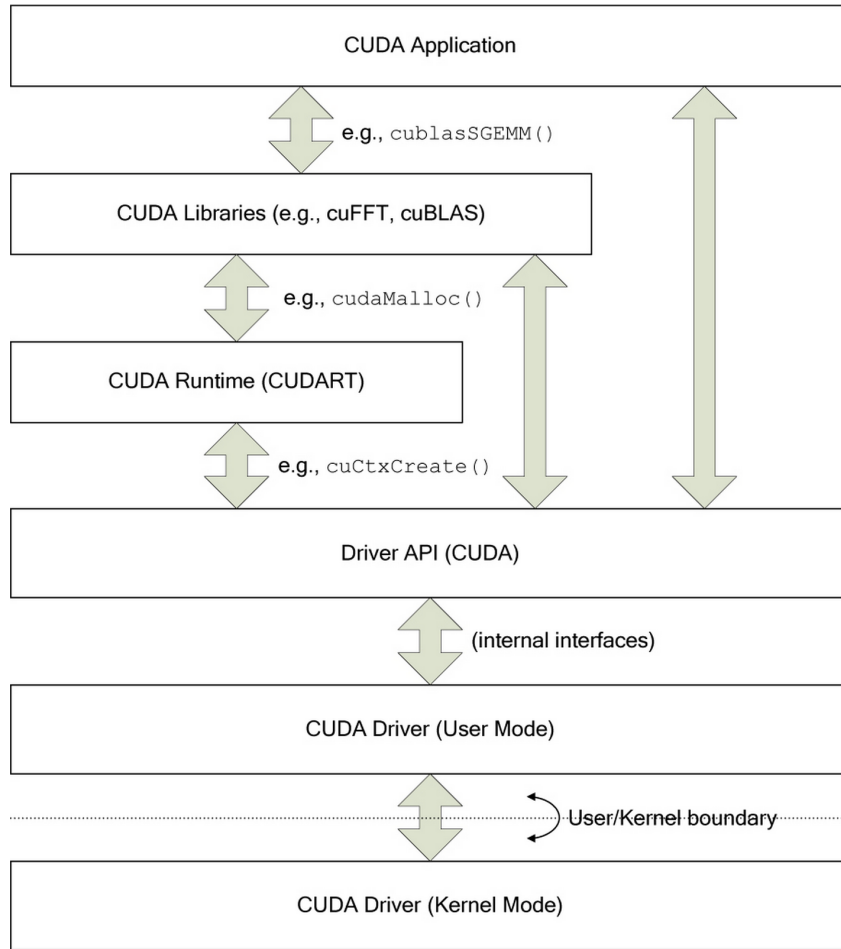 CUDA Application
e.g., cublasSGEMM()
CUDA Libraries (e.g., cuFFT, cuBLAS)
e.g., cudaMalloc()
CUDA Runtime (CUDART)
e.g., cuCtxCreate()
Driver API (CUDA)
(internal interfaces)
CUDA Driver (User Mode)
User/Kernel boundary
CUDA Driver (Kernel Mode)